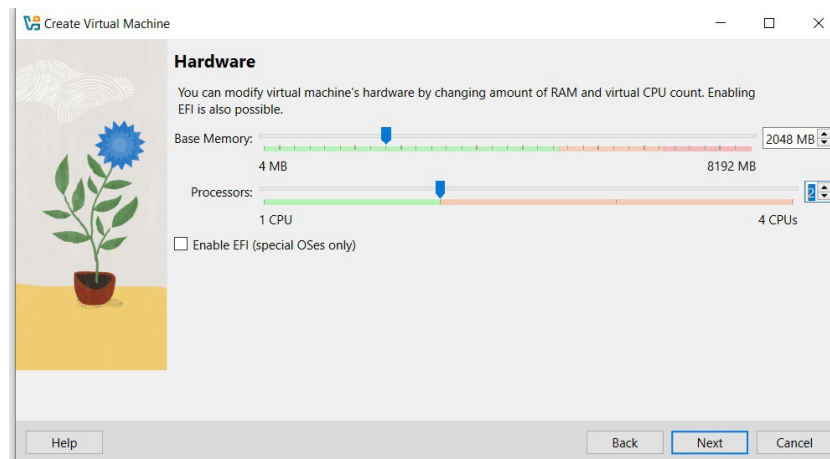 Create Virtual Machine
Hardware
You can modify virtual machine's hardware by changing amount of RAM and virtual CPU count. Enabling
EFI is also possible.
Base Memory: 2048 MB
4 MB 8192 MB
Processors: 2
1 CPU 4 CPUs
Enable EFI (special OSes only)
Help Back Next Cancel